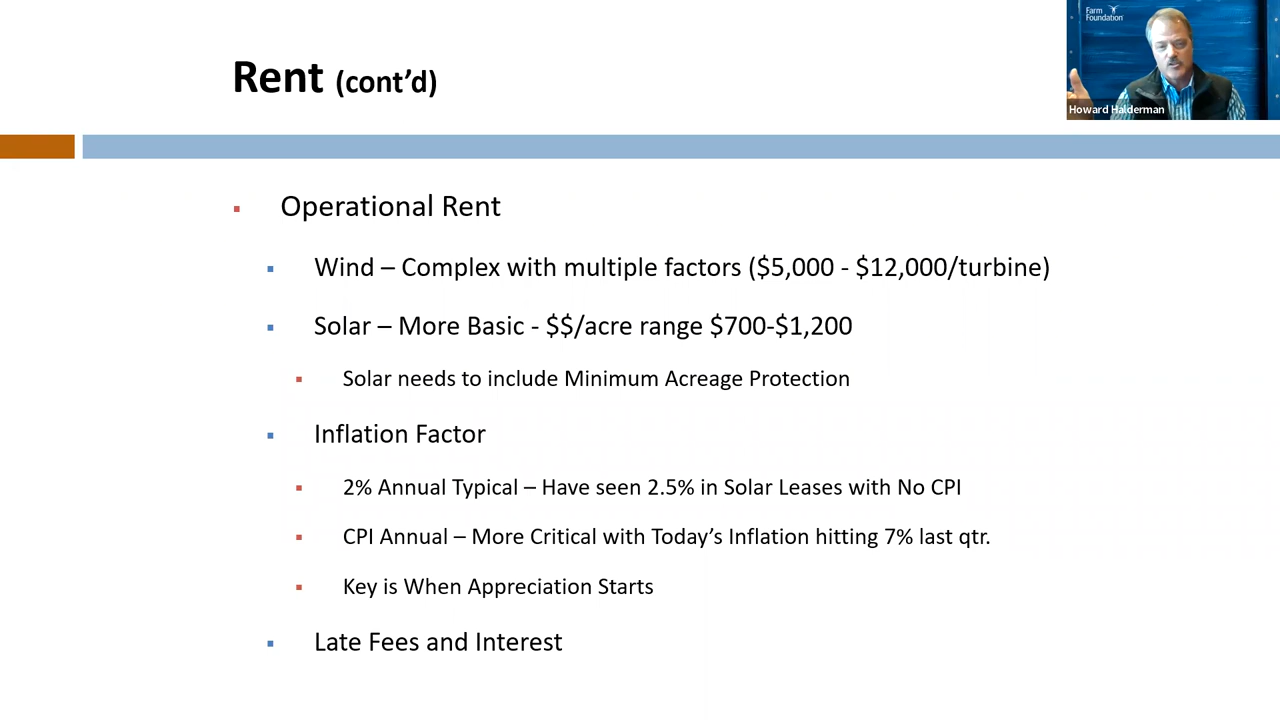 Rent (cont’d)
Farm
Foundation
Howard Halderman
Operational Rent
Wind – Complex with multiple factors ($5,000 - $12,000/turbine)
Solar – More Basic - $$/acre range $700-$1,200
Solar needs to include Minimum Acreage Protection
Inflation Factor
2% Annual Typical – Have seen 2.5% in Solar Leases with No CPI
CPI Annual – More Critical with Today’s Inflation hitting 7% last qtr.
Key is When Appreciation Starts
Late Fees and Interest